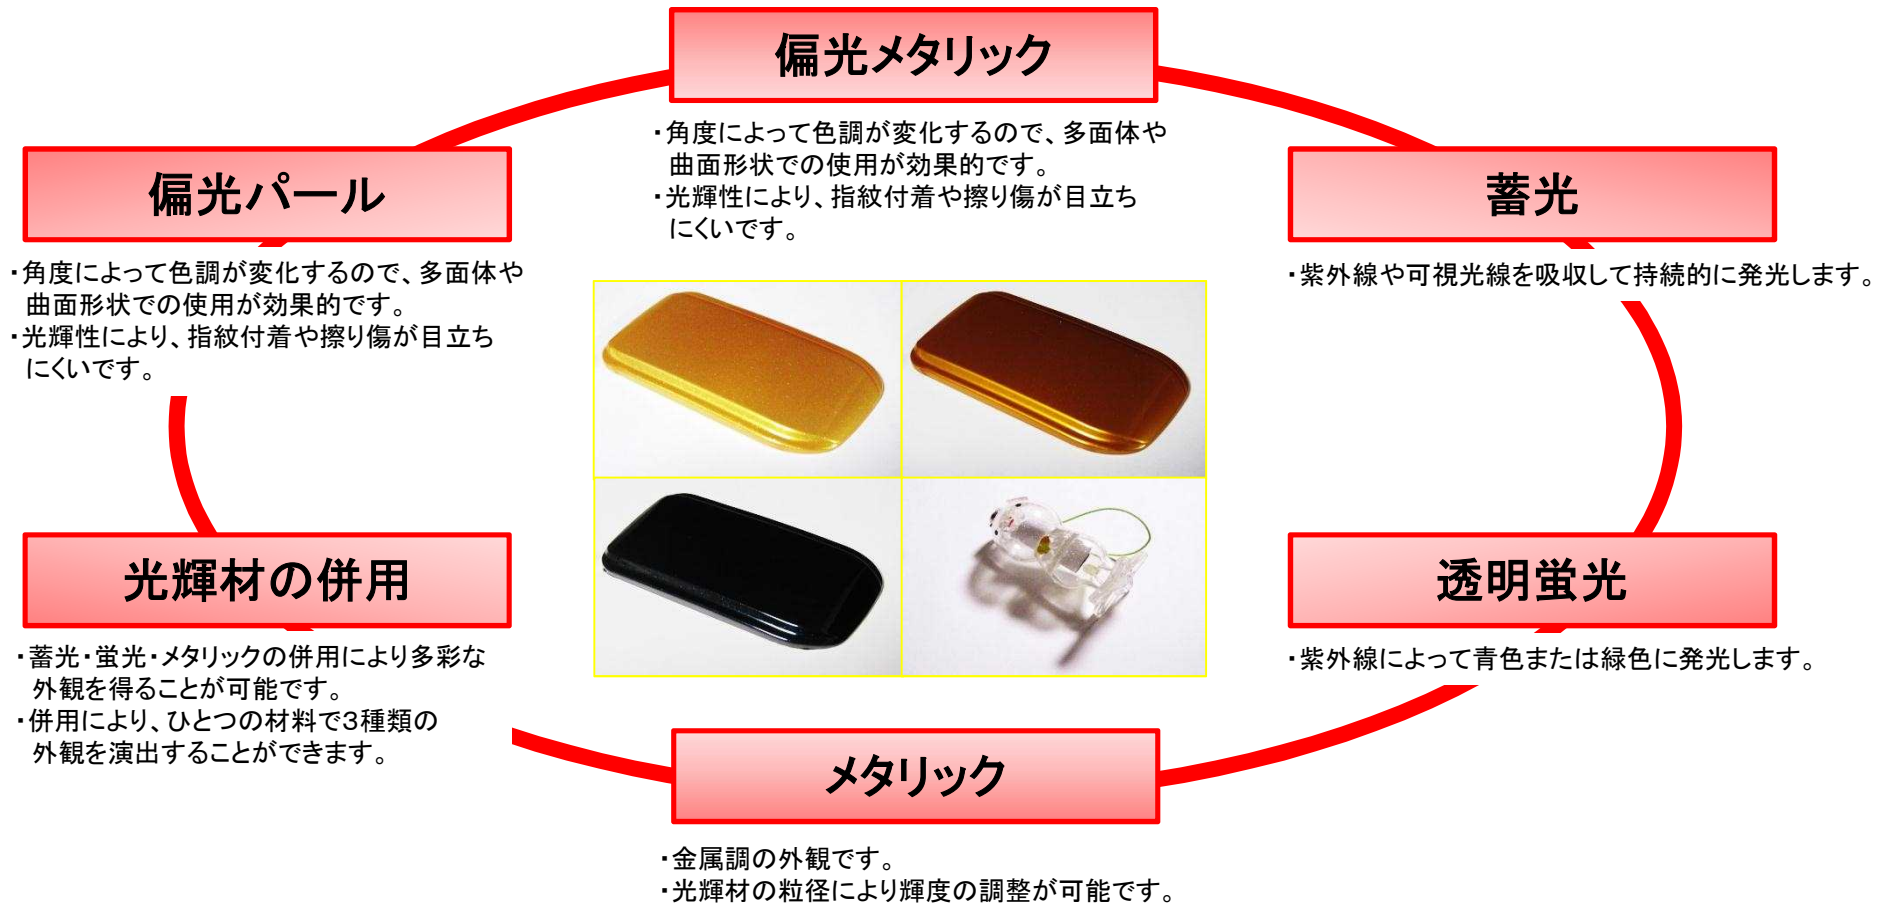 偏光メタリック
・角度によって色調が変化するので、多面体や
曲面形状での使用が効果的です。
・光輝性により、指紋付着や擦り傷が目立ち
にくいです。
偏光パール
・角度によって色調が変化するので、多面体や
曲面形状での使用が効果的です。
・光輝性により、指紋付着や擦り傷が目立ち
にくいです。
蓄光
・紫外線や可視光線を吸収して持続的に発光します。
光輝材の併用
・蓄光・蛍光・メタリックの併用により多彩な
外観を得ることが可能です。
・併用により、ひとつの材料で3種類の
外観を演出することができます。
透明蛍光
・紫外線によって青色または緑色に発光します。
メタリック
・金属調の外観です。
・光輝材の粒径により輝度の調整が可能です。